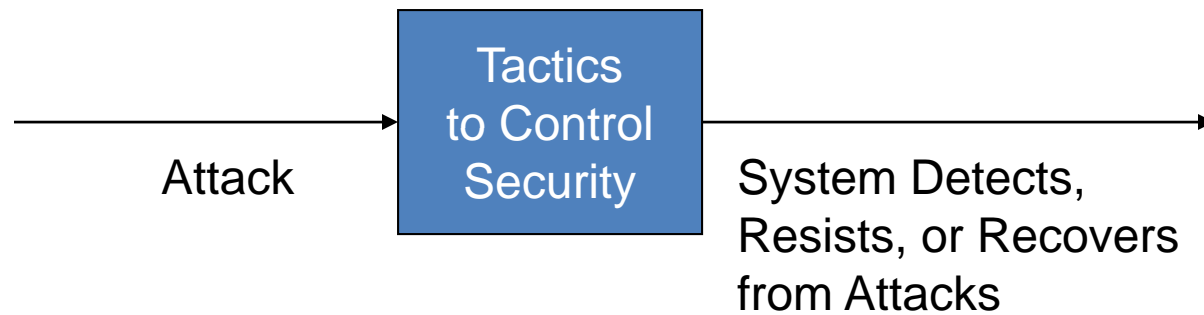 Tactics
to Control
Security
Attack
System Detects,
Resists, or Recovers
from Attacks